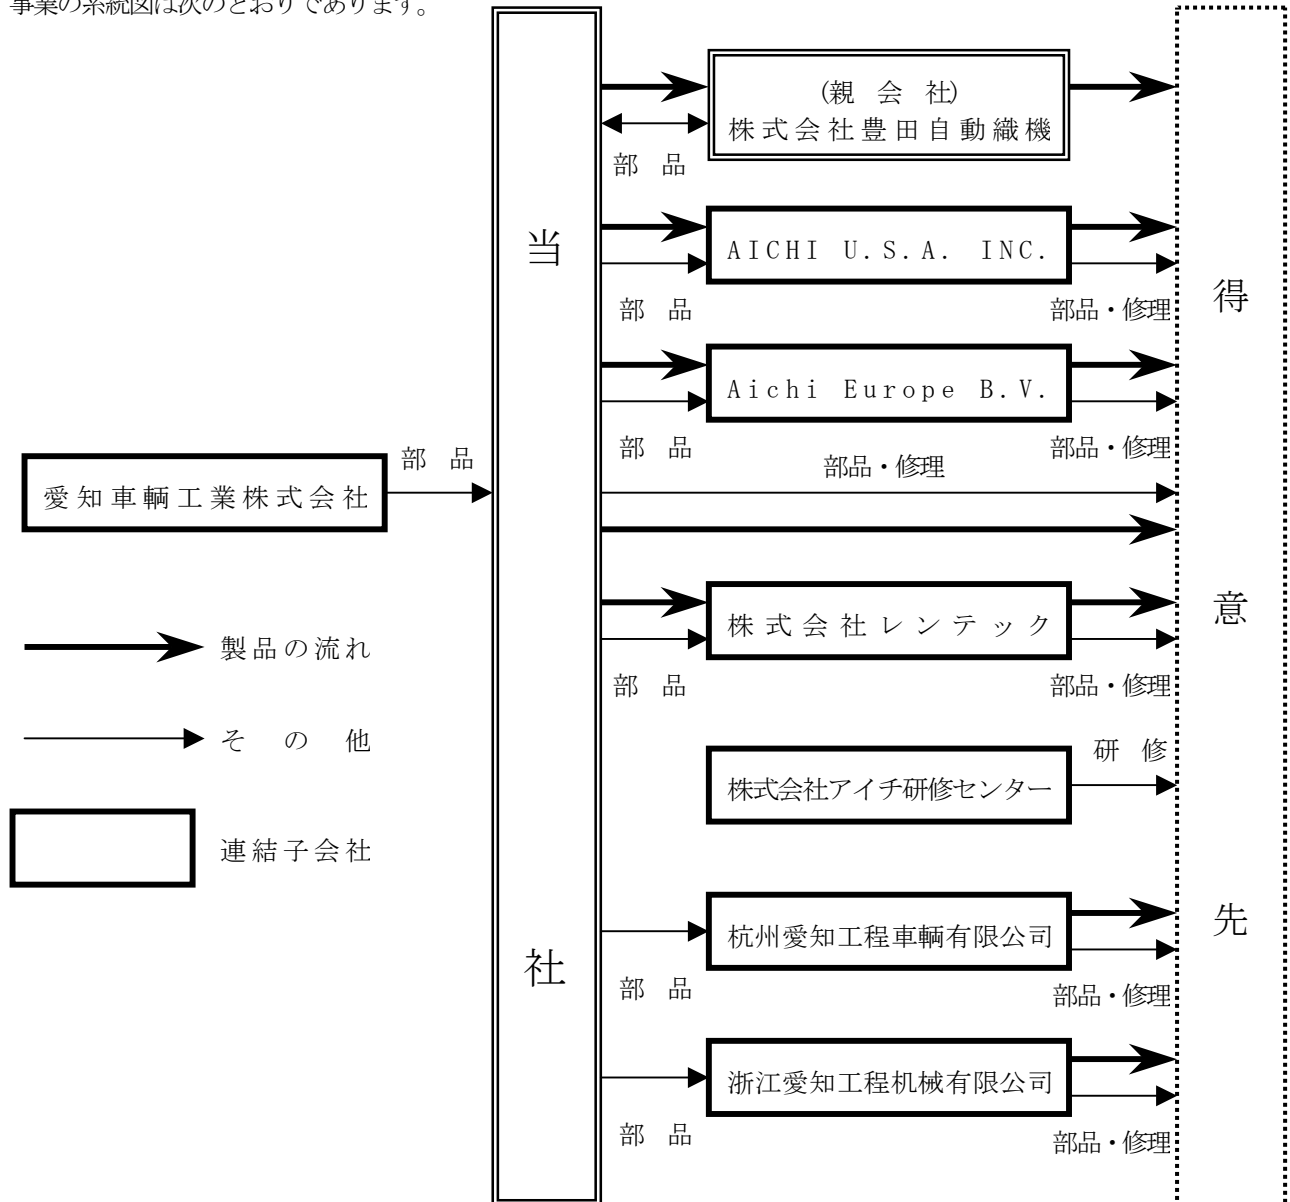 事業の系統図は次のとおりであります。
(親会社)
株式会社豊田自動織機
部品
当
社
AICHI U.S.A. INC.
部品
部品・修理
得
意
先
Aichi Europe B.V.
部品
部品・修理
部品・修理
部品
愛知車輌工業株式会社
株式会社レンテック
部品
部品・修理
製品の流れ
その他
連結子会社
研修
株式会社アイチ研修センター
杭州愛知工程車輌有限公司
部品
部品・修理
浙江愛知工程机械有限公司
部品
部品・修理